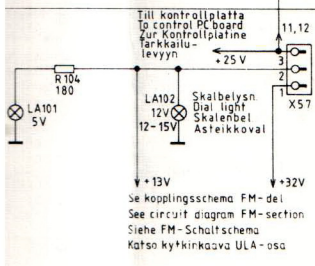 Till kontrollplatta
To control PC board
Zur Kontrollplatine
Tarkkailu-
levyyn
11, 12
+25V
3
2
1
X57
R104
180
LA101
5V
LA102
12V
12-15V
Skalbelysn.
Dial light
Skalenbel
Asteikkoval
+13V
+32V
Se kopplingsschema FM-del
See circuit diagram FM-section
Siehe FM-Schaltschema
Katso kytkinkaava ULA-osa